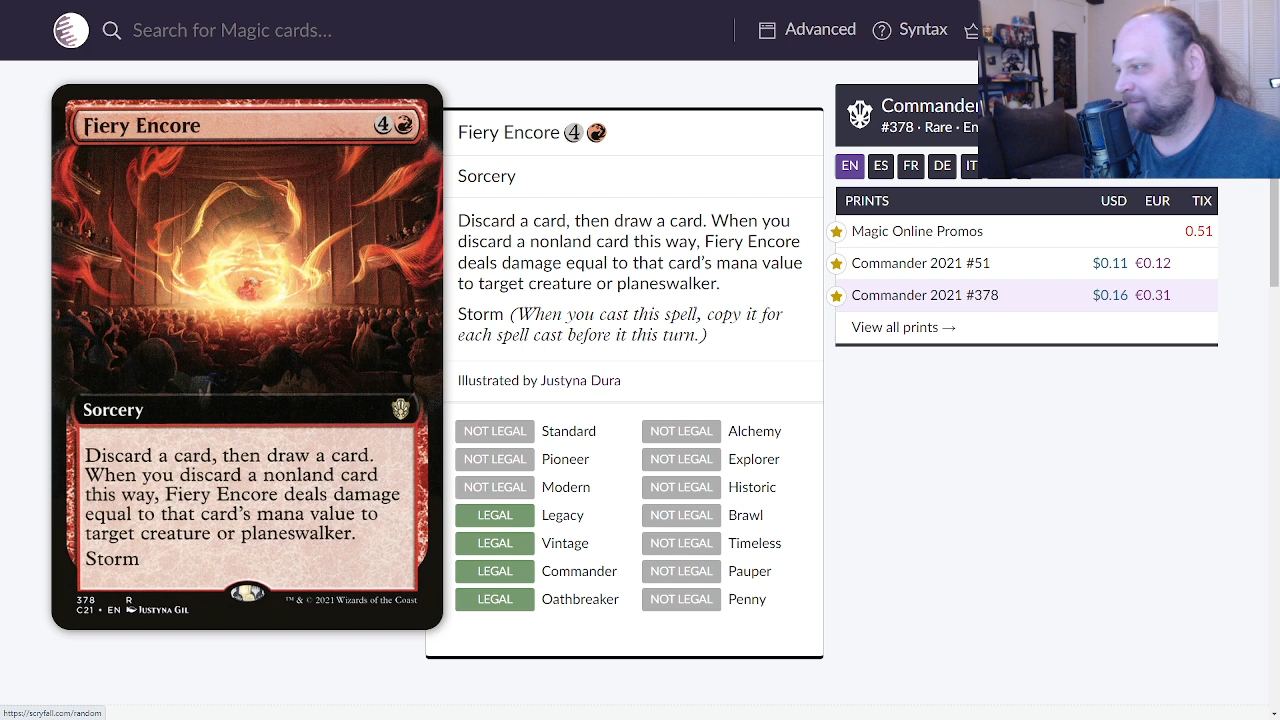 Search for Magic cards...
Advanced
Syntax
Fiery Encore 4
Sorcery
Discard a card, then draw a card.
When you discard a nonland card
this way, Fiery Encore deals damage
equal to that card's mana value to
target creature or planeswalker.
Storm
378 R
C21 • EN JUSTYNA GIL
™ & © 2021 Wizards of the Coast
Fiery Encore 4
Sorcery
Discard a card, then draw a card. When you
discard a nonland card this way, Fiery Encore
deals damage equal to that card's mana value
to target creature or planeswalker.
Storm (When you cast this spell, copy it for
each spell cast before it this turn.)
Illustrated by Justyna Dura
NOT LEGAL Standard NOT LEGAL Alchemy
NOT LEGAL Pioneer NOT LEGAL Explorer
NOT LEGAL Modern NOT LEGAL Historic
LEGAL Legacy NOT LEGAL Brawl
LEGAL Vintage NOT LEGAL Timeless
LEGAL Commander NOT LEGAL Pauper
LEGAL Oathbreaker NOT LEGAL Penny
Commander
#378 · Rare · En
EN ES FR DE IT
PRINTS USD EUR TIX
Magic Online Promos 0.51
Commander 2021 #51 $0.11 €0.12
Commander 2021 #378 $0.16 €0.31
View all prints →
https://scryfall.com/random